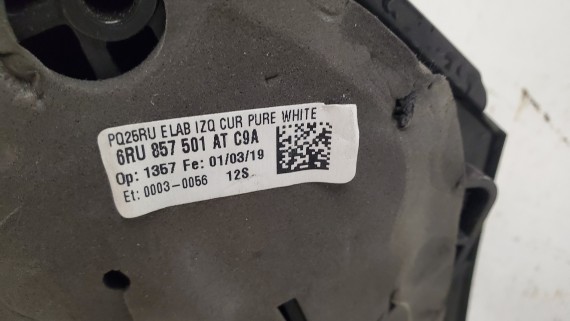 PQ25RU ELAB IZQ CUR PURE WHITE
6RU 857 501 AT C9A
Op: 1357 Fe: 01/03/19
Et: 0003-0056 12S